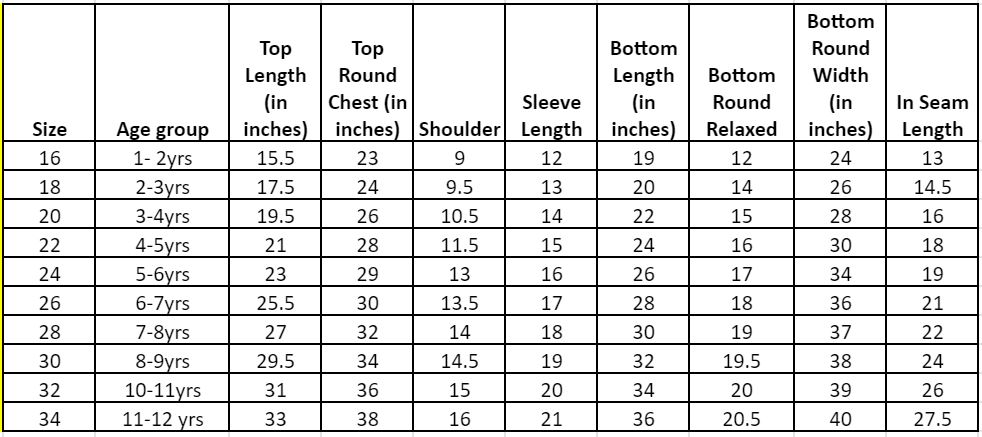 Size Age group Top Length (in inches) Top Round Chest (in inches) Shoulder Sleeve Length Bottom Length (in inches) Bottom Round Relaxed Bottom Round Width (in inches) In Seam Length
16 1- 2yrs 15.5 23 9 12 19 12 24 13
18 2-3yrs 17.5 24 9.5 13 20 14 26 14.5
20 3-4yrs 19.5 26 10.5 14 22 15 28 16
22 4-5yrs 21 28 11.5 15 24 16 30 18
24 5-6yrs 23 29 13 16 26 17 34 19
26 6-7yrs 25.5 30 13.5 17 28 18 36 21
28 7-8yrs 27 32 14 18 30 19 37 22
30 8-9yrs 29.5 34 14.5 19 32 19.5 38 24
32 10-11yrs 31 36 15 20 34 20 39 26
34 11-12 yrs 33 38 16 21 36 20.5 40 27.5